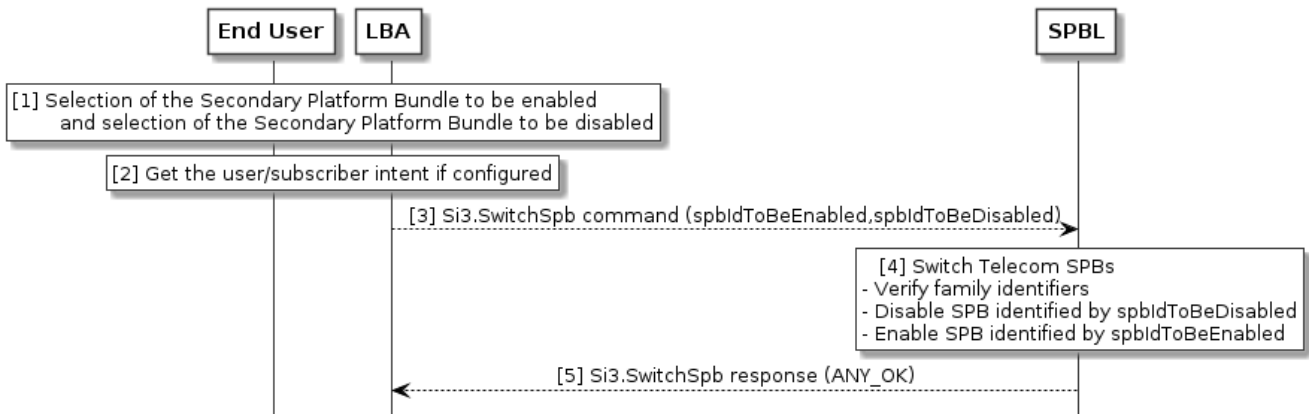 End User
LBA
SPBL
[1] Selection of the Secondary Platform Bundle to be enabled
and selection of the Secondary Platform Bundle to be disabled
[2] Get the user/subscriber intent if configured
[3] Si3.SwitchSpb command (spbIdToBeEnabled,spbIdToBeDisabled)
[4] Switch Telecom SPBs
- Verify family identifiers
- Disable SPB identified by spbIdToBeDisabled
- Enable SPB identified by spbIdToBeEnabled
[5] Si3.SwitchSpb response (ANY_OK)